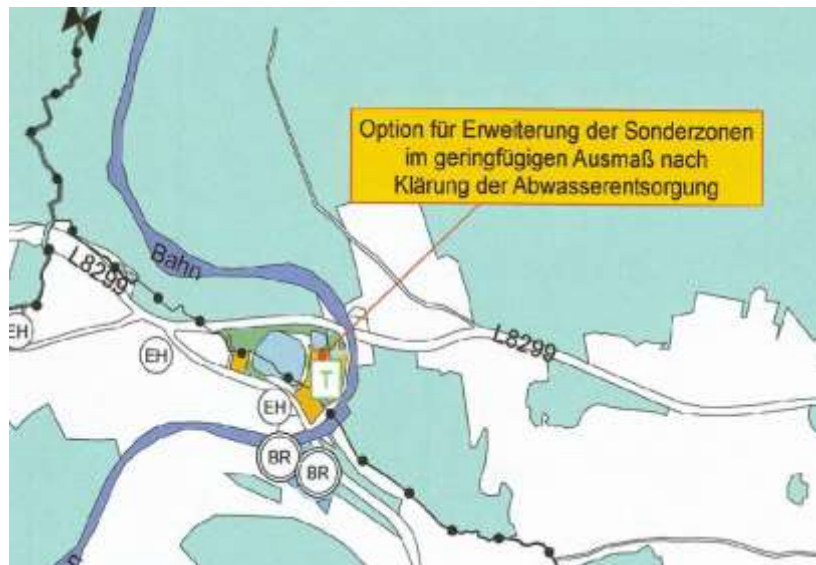 Option für Erweiterung der Sonderzonen
im geringfügigen Ausmaß nach
Klärung der Abwasserentsorgung
Bahn
L8299
L8299
EH
EH
T
EH
BR
BR